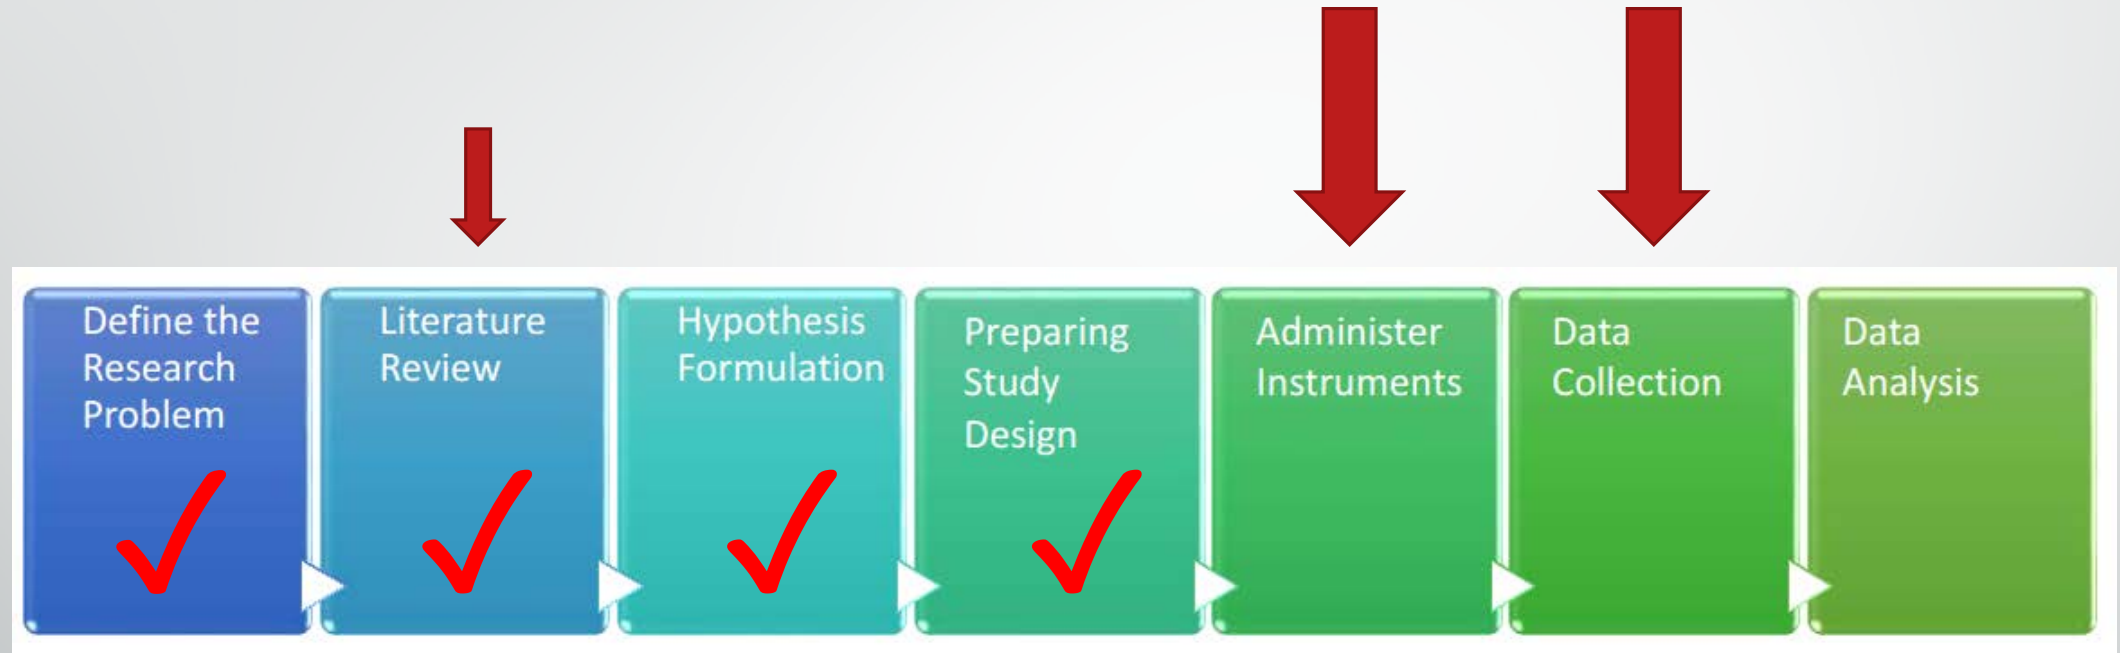 Define the
Research
Problem
Literature
Review
Hypothesis
Formulation
Preparing
Study
Design
Administer
Instruments
Data
Collection
Data
Analysis